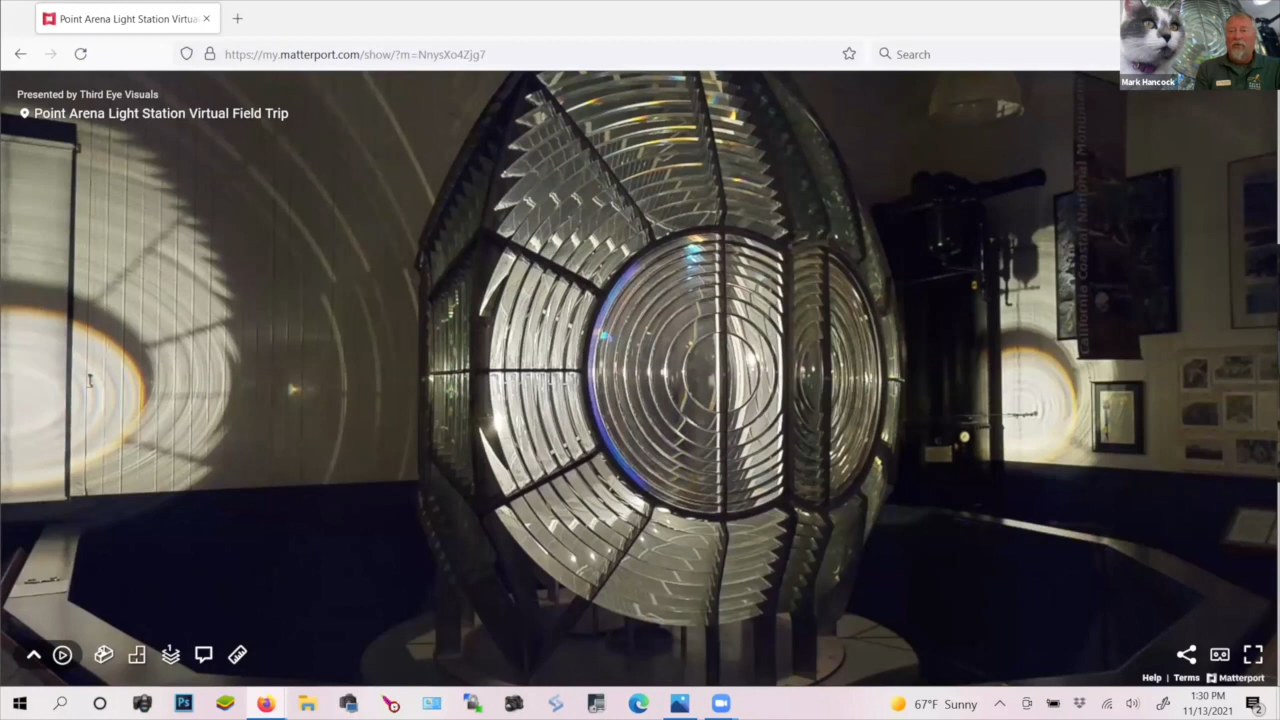 Point Arena Light Station Virtua
https://my.matterport.com/show/?m=NnysXo4Zjg7
Search
Mark Hancock
Presented by Third Eye Visuals
Point Arena Light Station Virtual Field Trip
California Coastal National Monument
Help | Terms Matterport
Ps
67°F Sunny
1:30 PM
11/13/2021
2